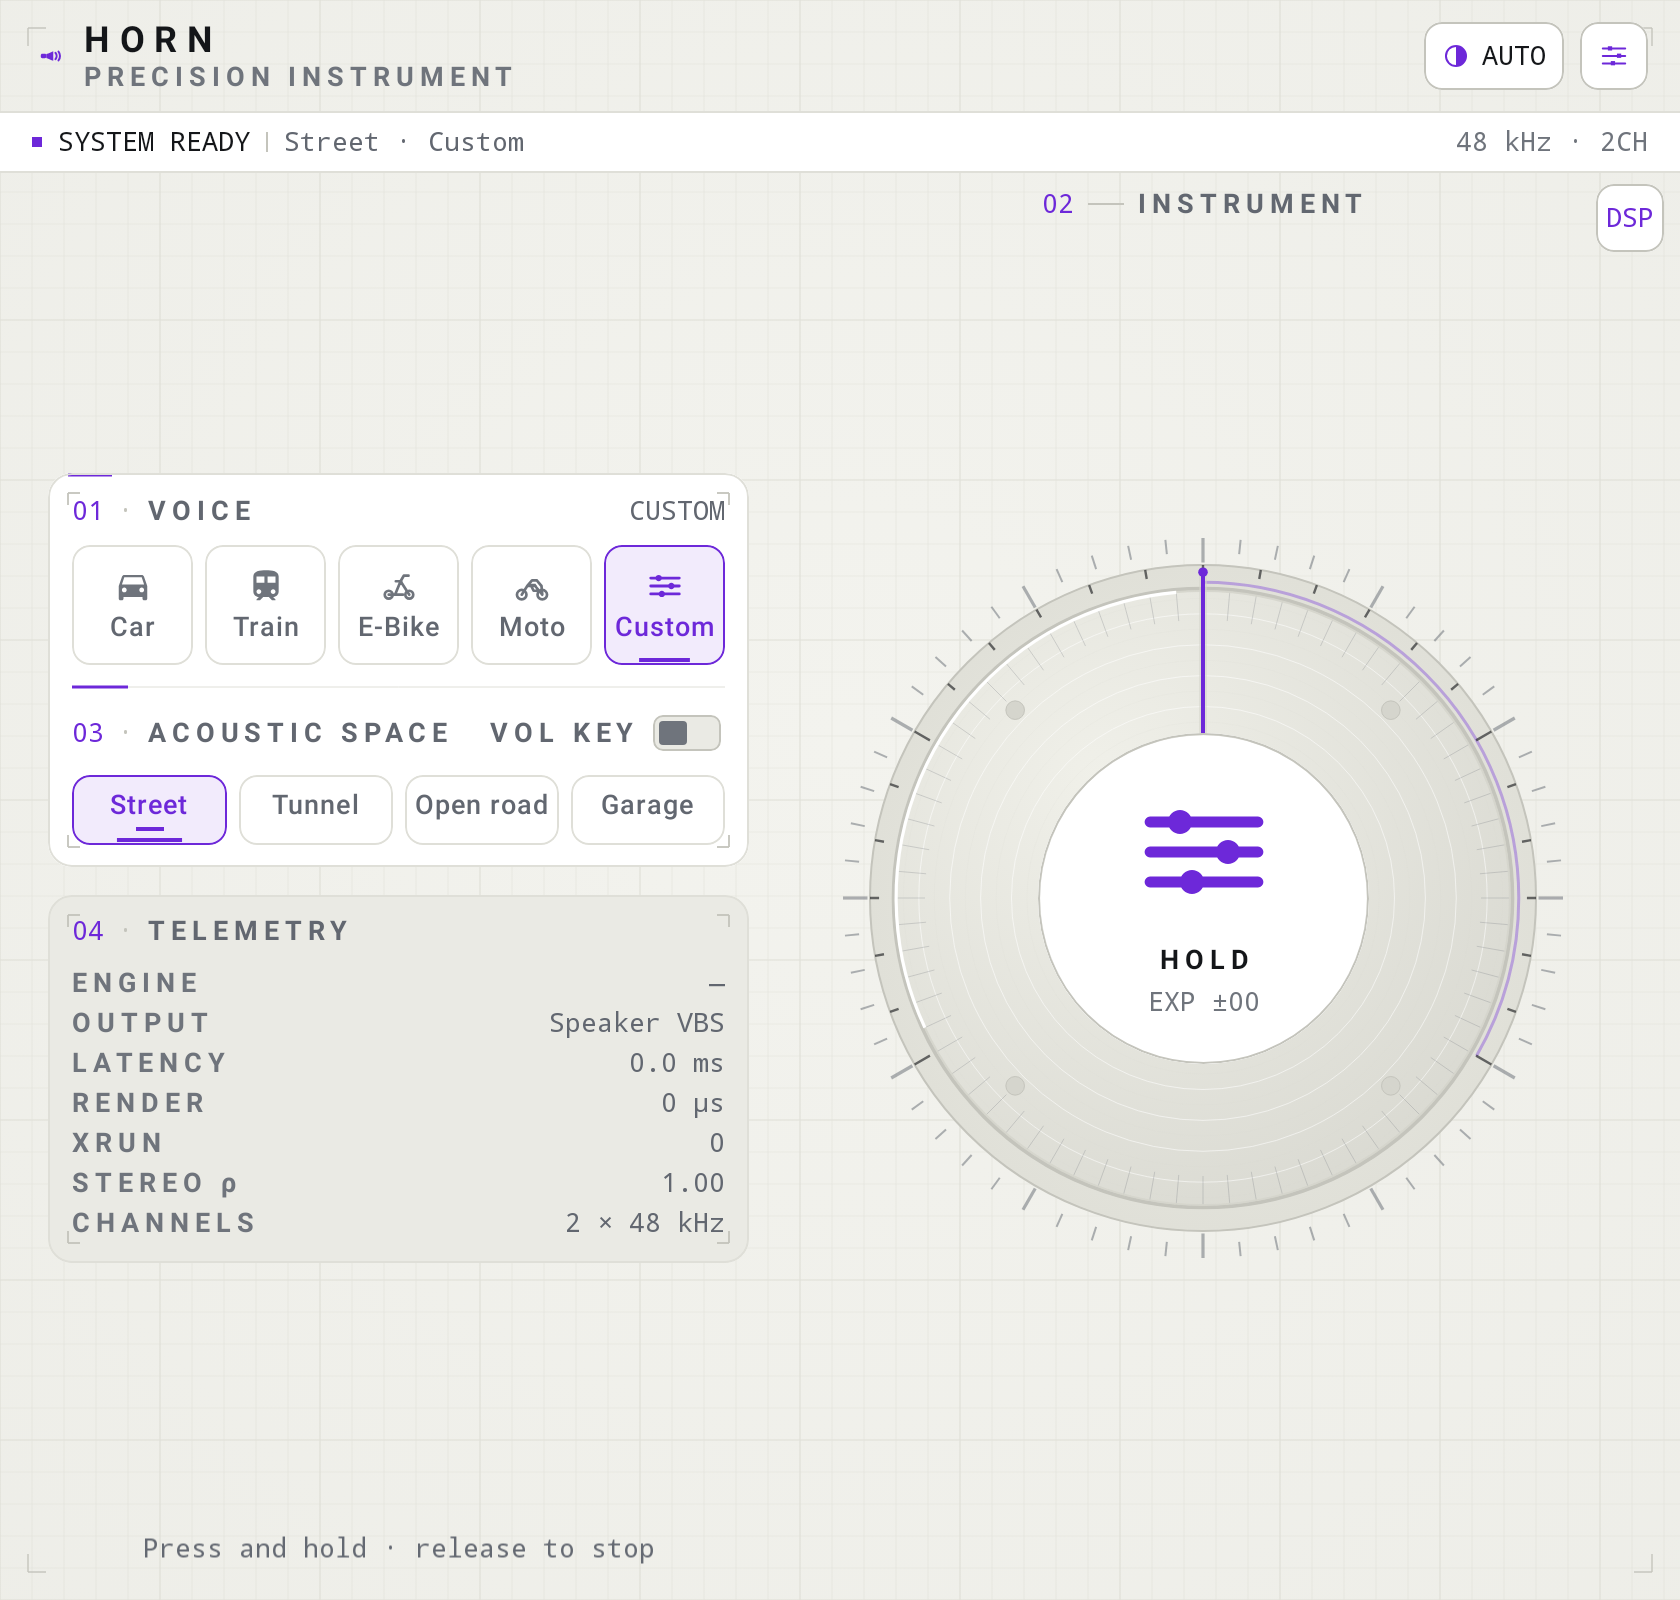 HORN
PRECISION INSTRUMENT
AUTO
SYSTEM READY | Street · Custom
48 kHz · 2CH
02 — INSTRUMENT
DSP
01 · VOICE
CUSTOM
Car
Train
E-Bike
Moto
Custom
03 · ACOUSTIC SPACE
VOL KEY
Street
Tunnel
Open road
Garage
04 · TELEMETRY
ENGINE —
OUTPUT Speaker VBS
LATENCY 0.0 ms
RENDER 0 µs
XRUN 0
STEREO ρ 1.00
CHANNELS 2 × 48 kHz
HOLD
EXP ±00
Press and hold · release to stop